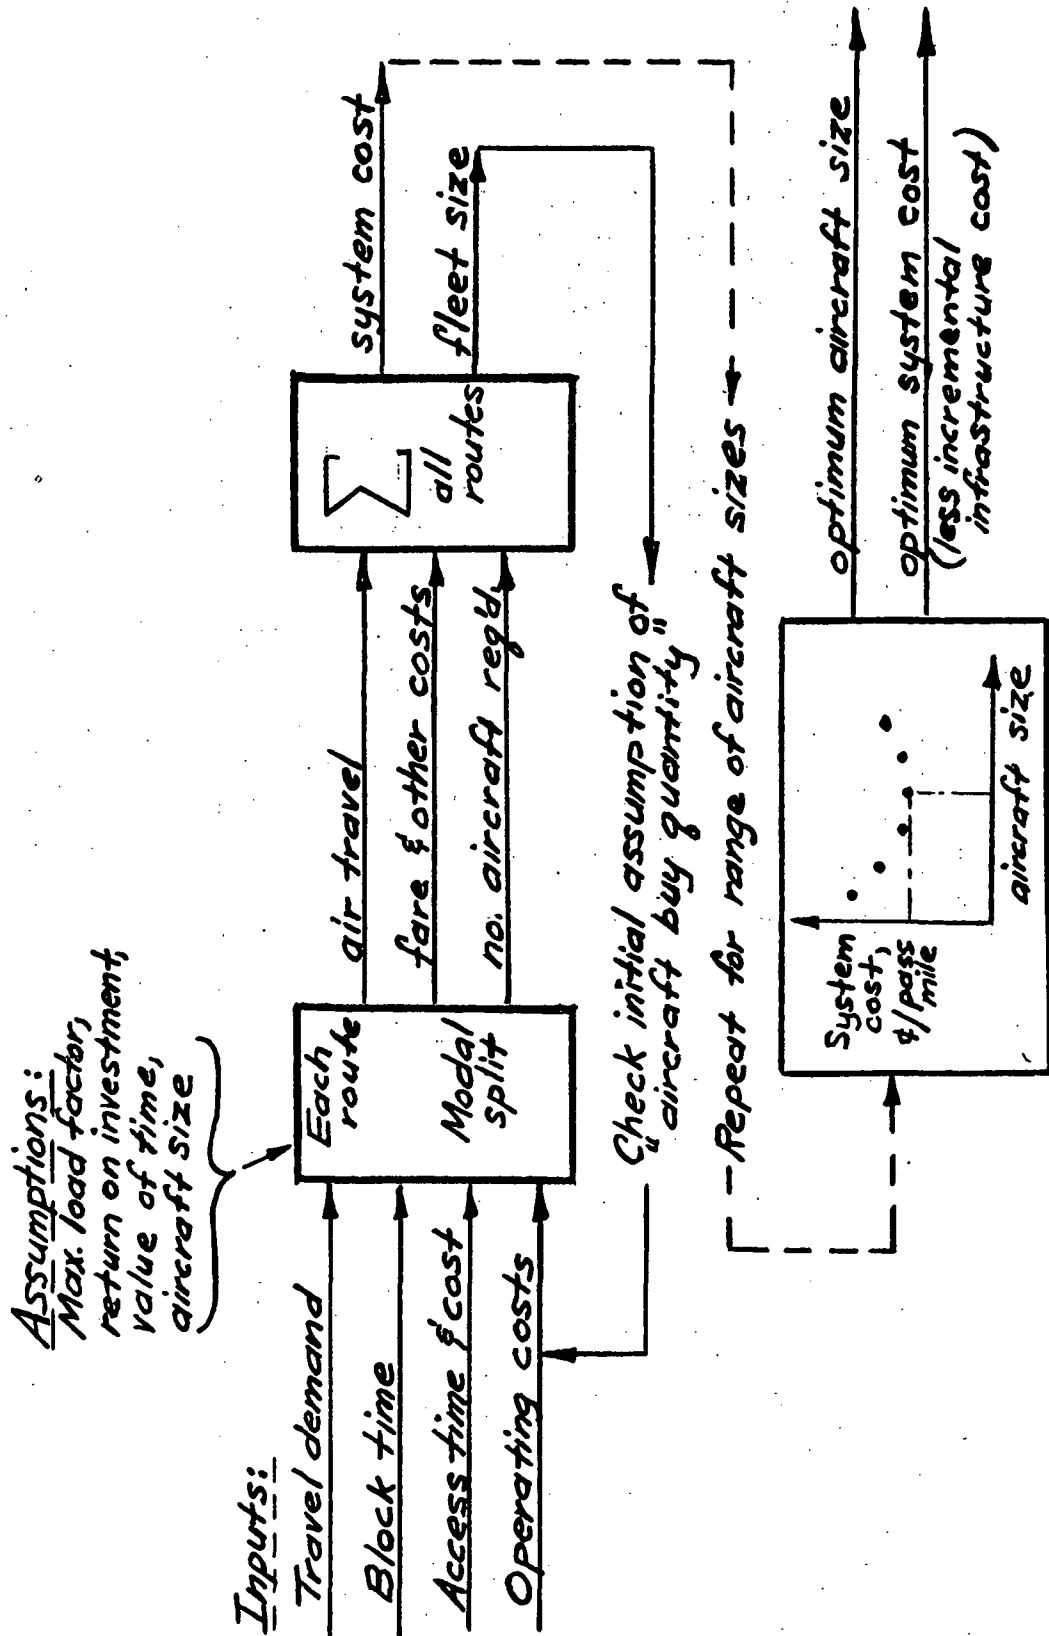 Assumptions:
Max. load factor,
return on investment,
value of time,
aircraft size
Inputs:
Travel demand
Block time
Access time & cost
Operating costs
Each
route
Modal
split
air travel
fare & other costs
no. aircraft req'd.
∑
all
routes
system cost
fleet size
Check initial assumption of
"aircraft buy quantity"
Repeat for range of aircraft sizes
System
cost,
¢/pass
mile
aircraft size
optimum aircraft size
optimum system cost
(less incremental
infrastructure cost)